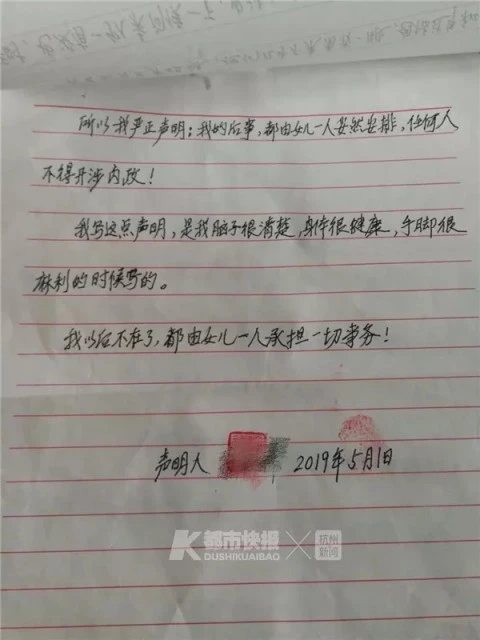 所以我严正声明：我的后事，都由女儿一人妥然安排，任何人
不得开涉内政！
我写这点声明，是我脑子很清楚，身体很健康，手脚很
麻利的时候写的。
我以后不在了，都由女儿一人承担一切事务！
声明人 2019年5月1日
都市快报
DUSHIKUAIBAO
杭州
新闻